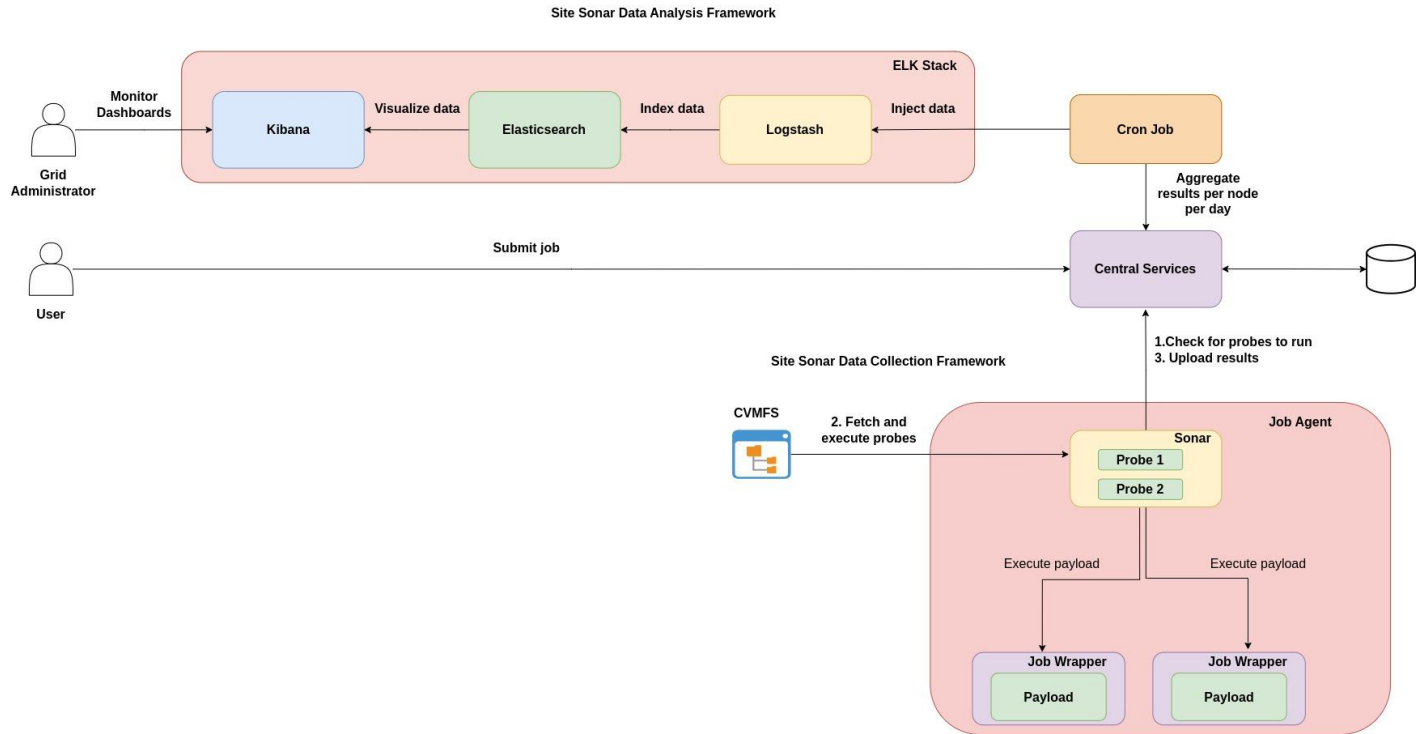 Site Sonar Data Analysis Framework
ELK Stack
Monitor
Dashboards
Kibana
Visualize data
Elasticsearch
Index data
Logstash
Inject data
Cron Job
Grid
Administrator
Aggregate
results per node
per day
Submit job
Central Services
User
1.Check for probes to run
3. Upload results
Site Sonar Data Collection Framework
CVMFS
2. Fetch and
execute probes
Job Agent
Sonar
Probe 1
Probe 2
Execute payload
Execute payload
Job Wrapper
Payload
Job Wrapper
Payload